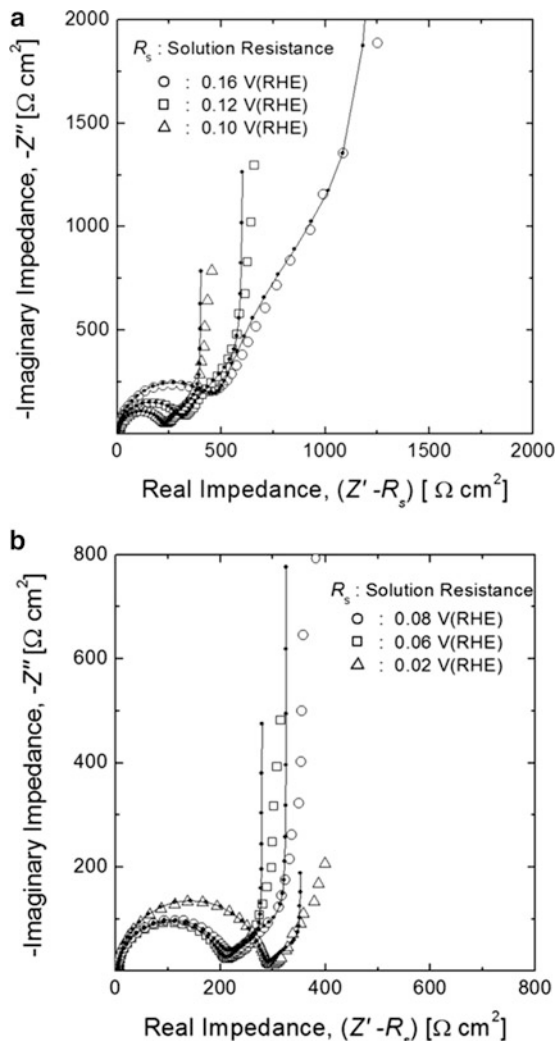 a
2000
1500
1000
500
-Imaginary Impedance, -Z″ [Ω cm²]
Rs : Solution Resistance
○ : 0.16 V(RHE)
□ : 0.12 V(RHE)
△ : 0.10 V(RHE)
0 500 1000 1500 2000
Real Impedance, (Z′ -Rs) [ Ω cm²]
b
800
600
400
200
-Imaginary Impedance, -Z″ [Ω cm²]
Rs : Solution Resistance
○ : 0.08 V(RHE)
□ : 0.06 V(RHE)
△ : 0.02 V(RHE)
0 200 400 600 800
Real Impedance, (Z′ -Rs) [Ω cm²]